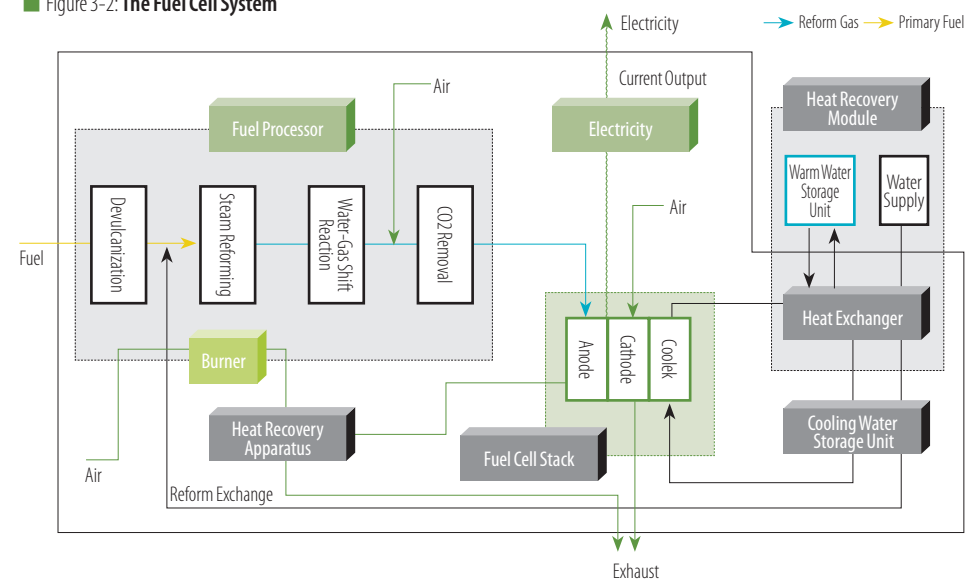 Figure 3-2: The Fuel Cell System
Electricity
Reform Gas
Primary Fuel
Current Output
Air
Heat Recovery
Module
Fuel Processor
Electricity
Warm Water
Storage
Unit
Water
Supply
Devulcanization
Steam Reforming
Water-Gas Shift
Reaction
CO2 Removal
Air
Fuel
Heat Exchanger
Anode
Cathode
Coolek
Burner
Heat Recovery
Apparatus
Cooling Water
Storage Unit
Fuel Cell Stack
Air
Reform Exchange
Exhaust